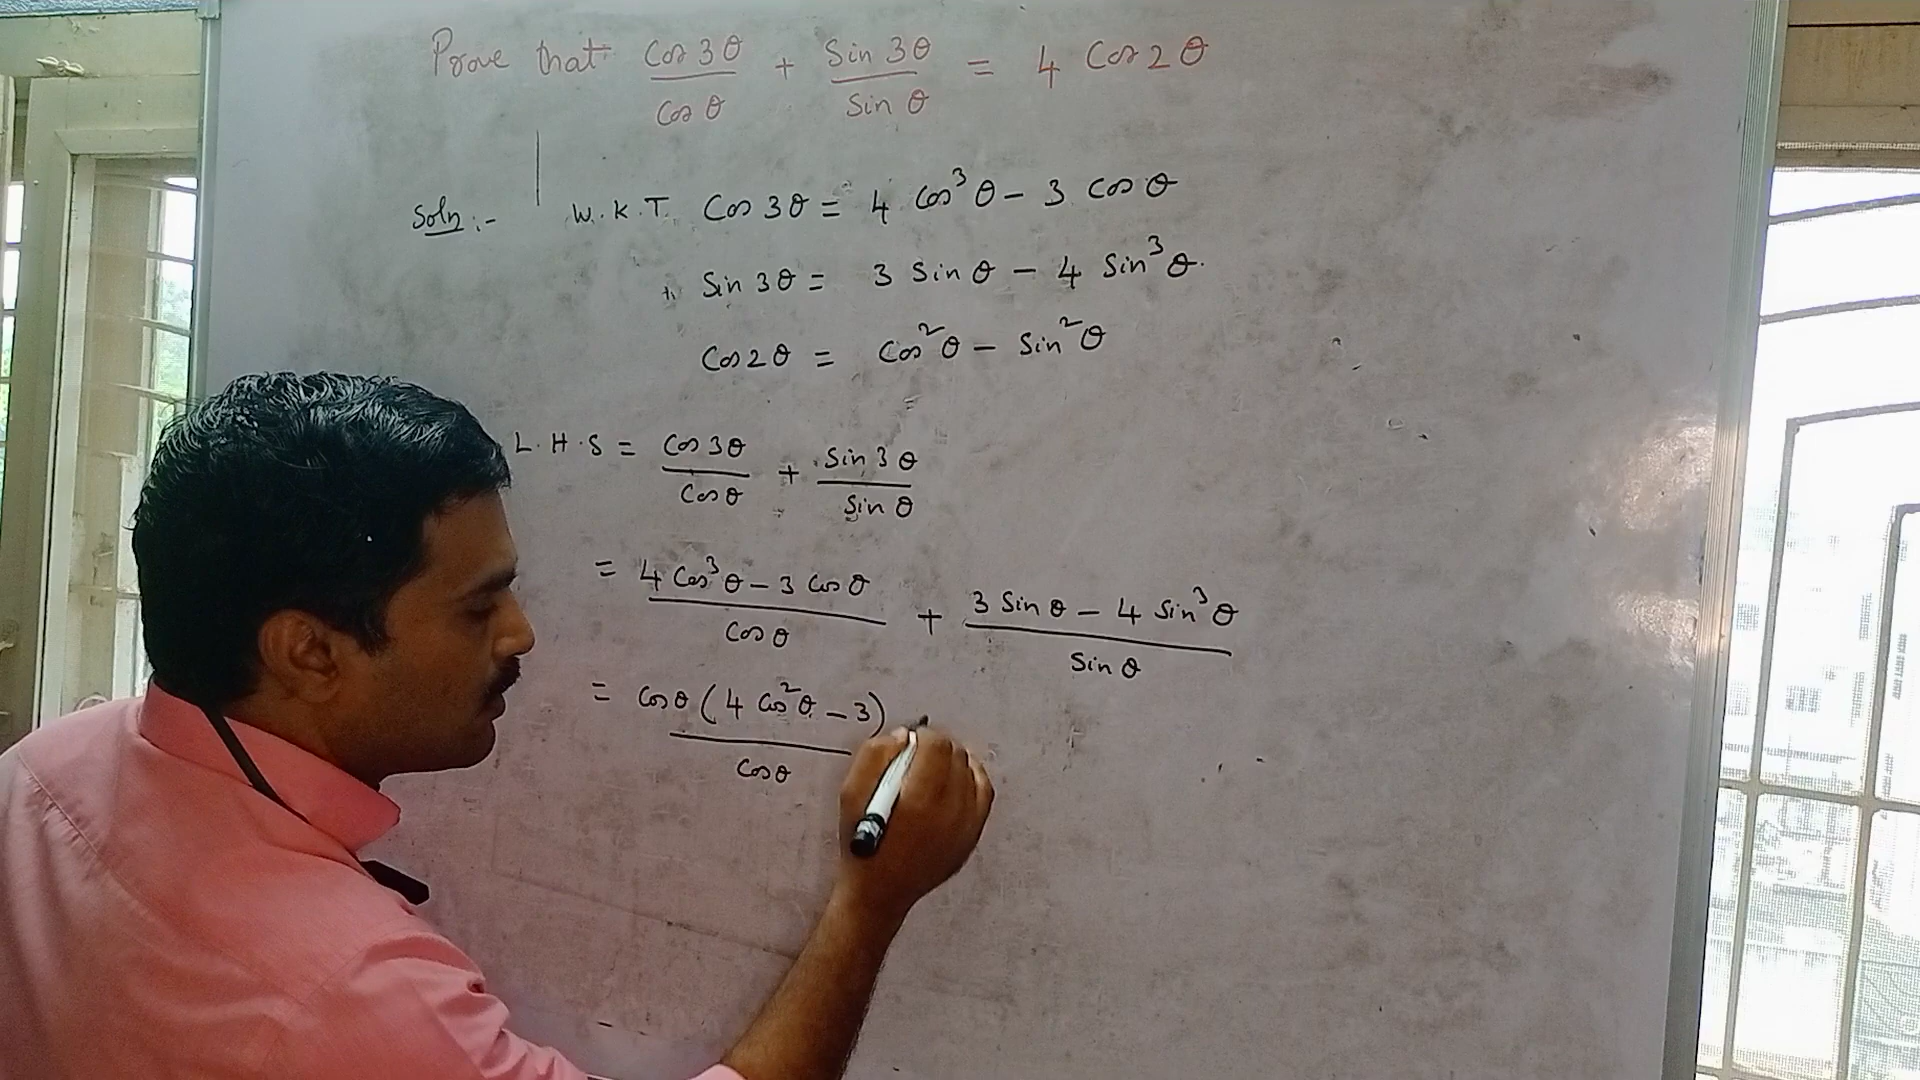 Prove that Cos 3θ / Cos θ + Sin 3θ / Sin θ = 4 Cos 2θ
Soln :- W.K.T. Cos 3θ = 4 Cos³θ - 3 Cos θ
Sin 3θ = 3 Sin θ - 4 Sin³θ.
Cos 2θ = Cos²θ - Sin²θ
L.H.S = Cos 3θ / Cos θ + Sin 3θ / Sin θ
= 4 Cos³θ - 3 Cos θ / Cos θ + 3 Sin θ - 4 Sin³θ / Sin θ
= Cos θ (4 Cos²θ - 3) / Cos θ